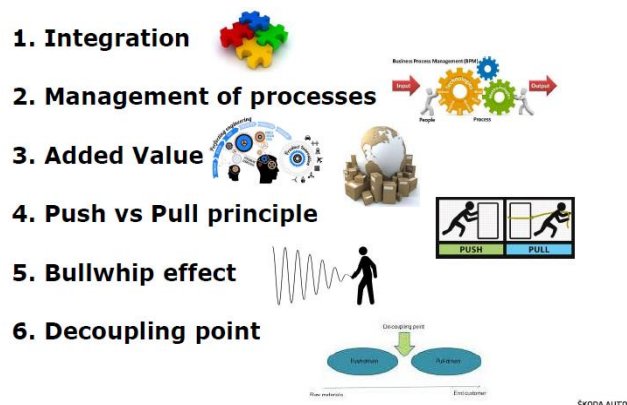 1. Integration
Business Process Management (BPM)
Input
Output
People
Process
2. Management of processes
3. Added Value
4. Push vs Pull principle
PUSH
PULL
5. Bullwhip effect
6. Decoupling point
De-coupling point
Push-driven
Pull-driven
Raw materials
End customer
ŠKODA AUTO